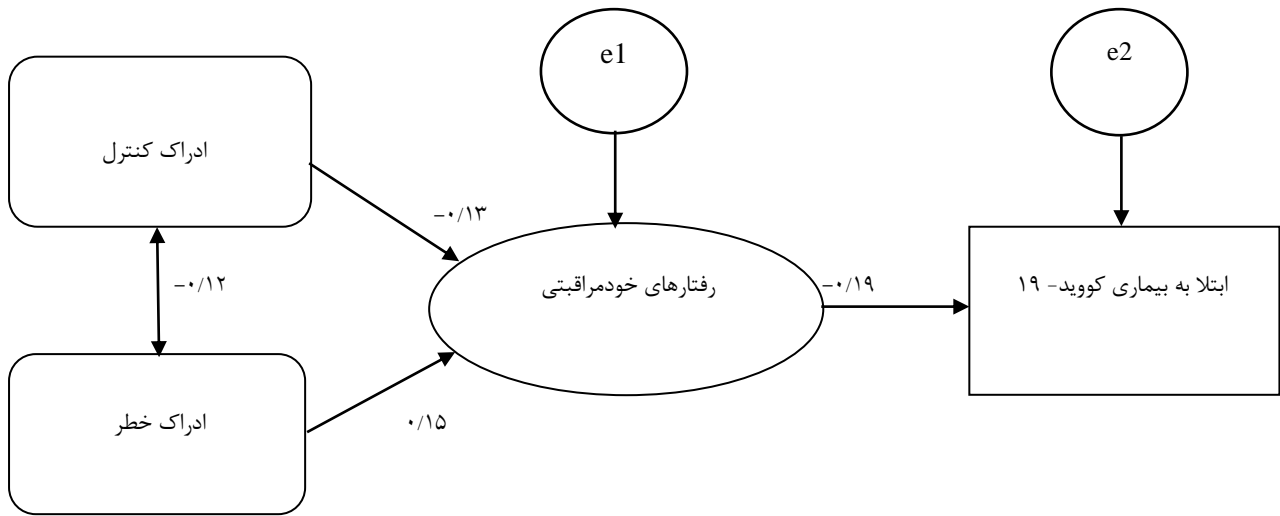 e1
e2
ادراک کنترل
-۰/۱۳
-۰/۱۲
رفتارهای خودمراقبتی
-۰/۱۹
ابتلا به بیماری کووید- ۱۹
ادراک خطر
۰/۱۵